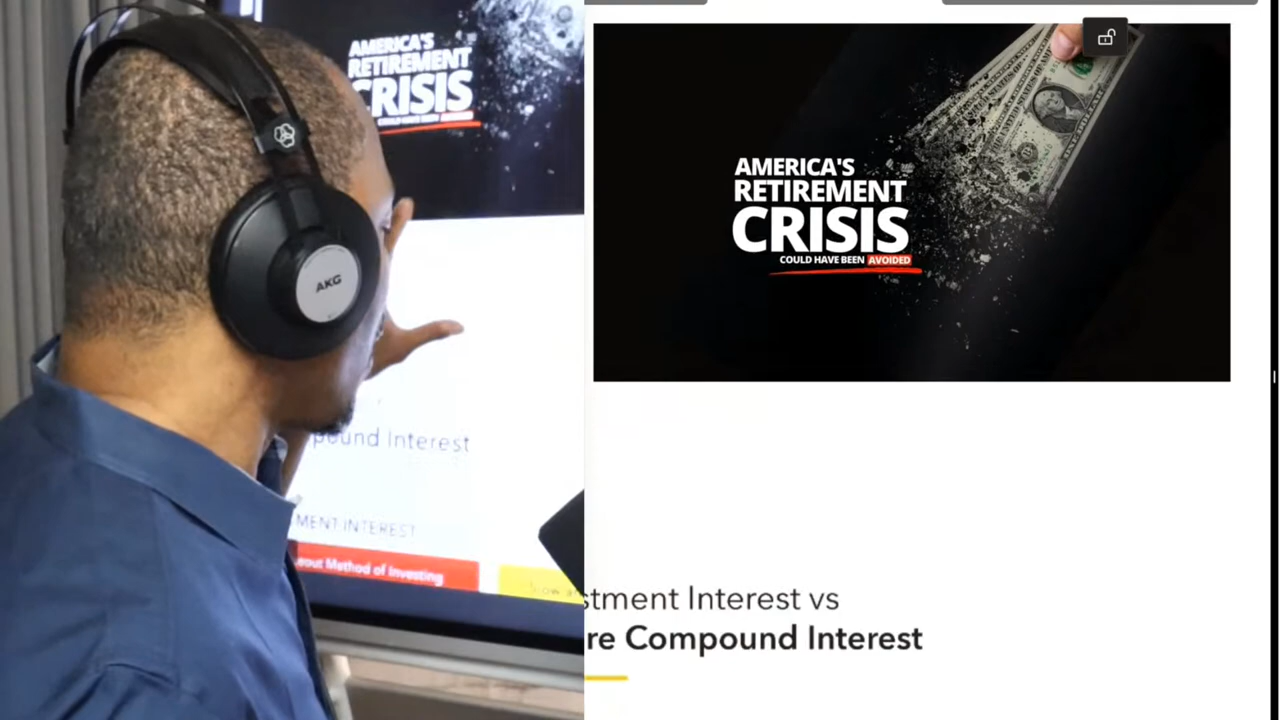 AMERICA'S
RETIREMENT
CRISIS
COULD HAVE BEEN AVOIDED
AKG
pound Interest
MENT INTEREST
eout Method of Investing
AMERICA'S
RETIREMENT
CRISIS
COULD HAVE BEEN AVOIDED
stment Interest vs
re Compound Interest